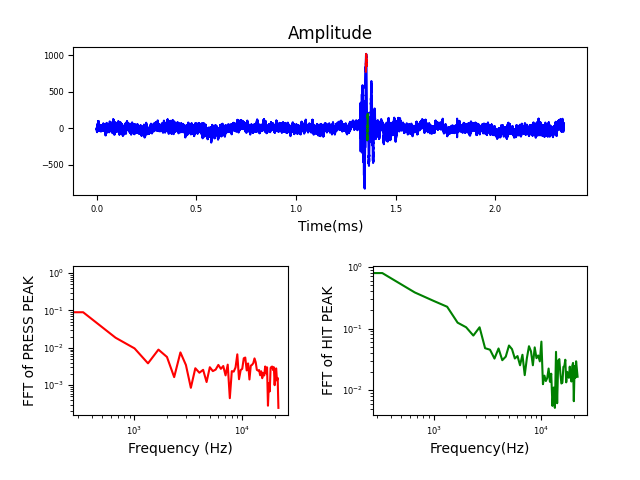 Amplitude
1000
500
0
−500
0.0 0.5 1.0 1.5 2.0
Time(ms)
FFT of PRESS PEAK
10⁰
10⁻¹
10⁻²
10⁻³
10³ 10⁴
Frequency (Hz)
FFT of HIT PEAK
10⁰
10⁻¹
10⁻²
10³ 10⁴
Frequency(Hz)